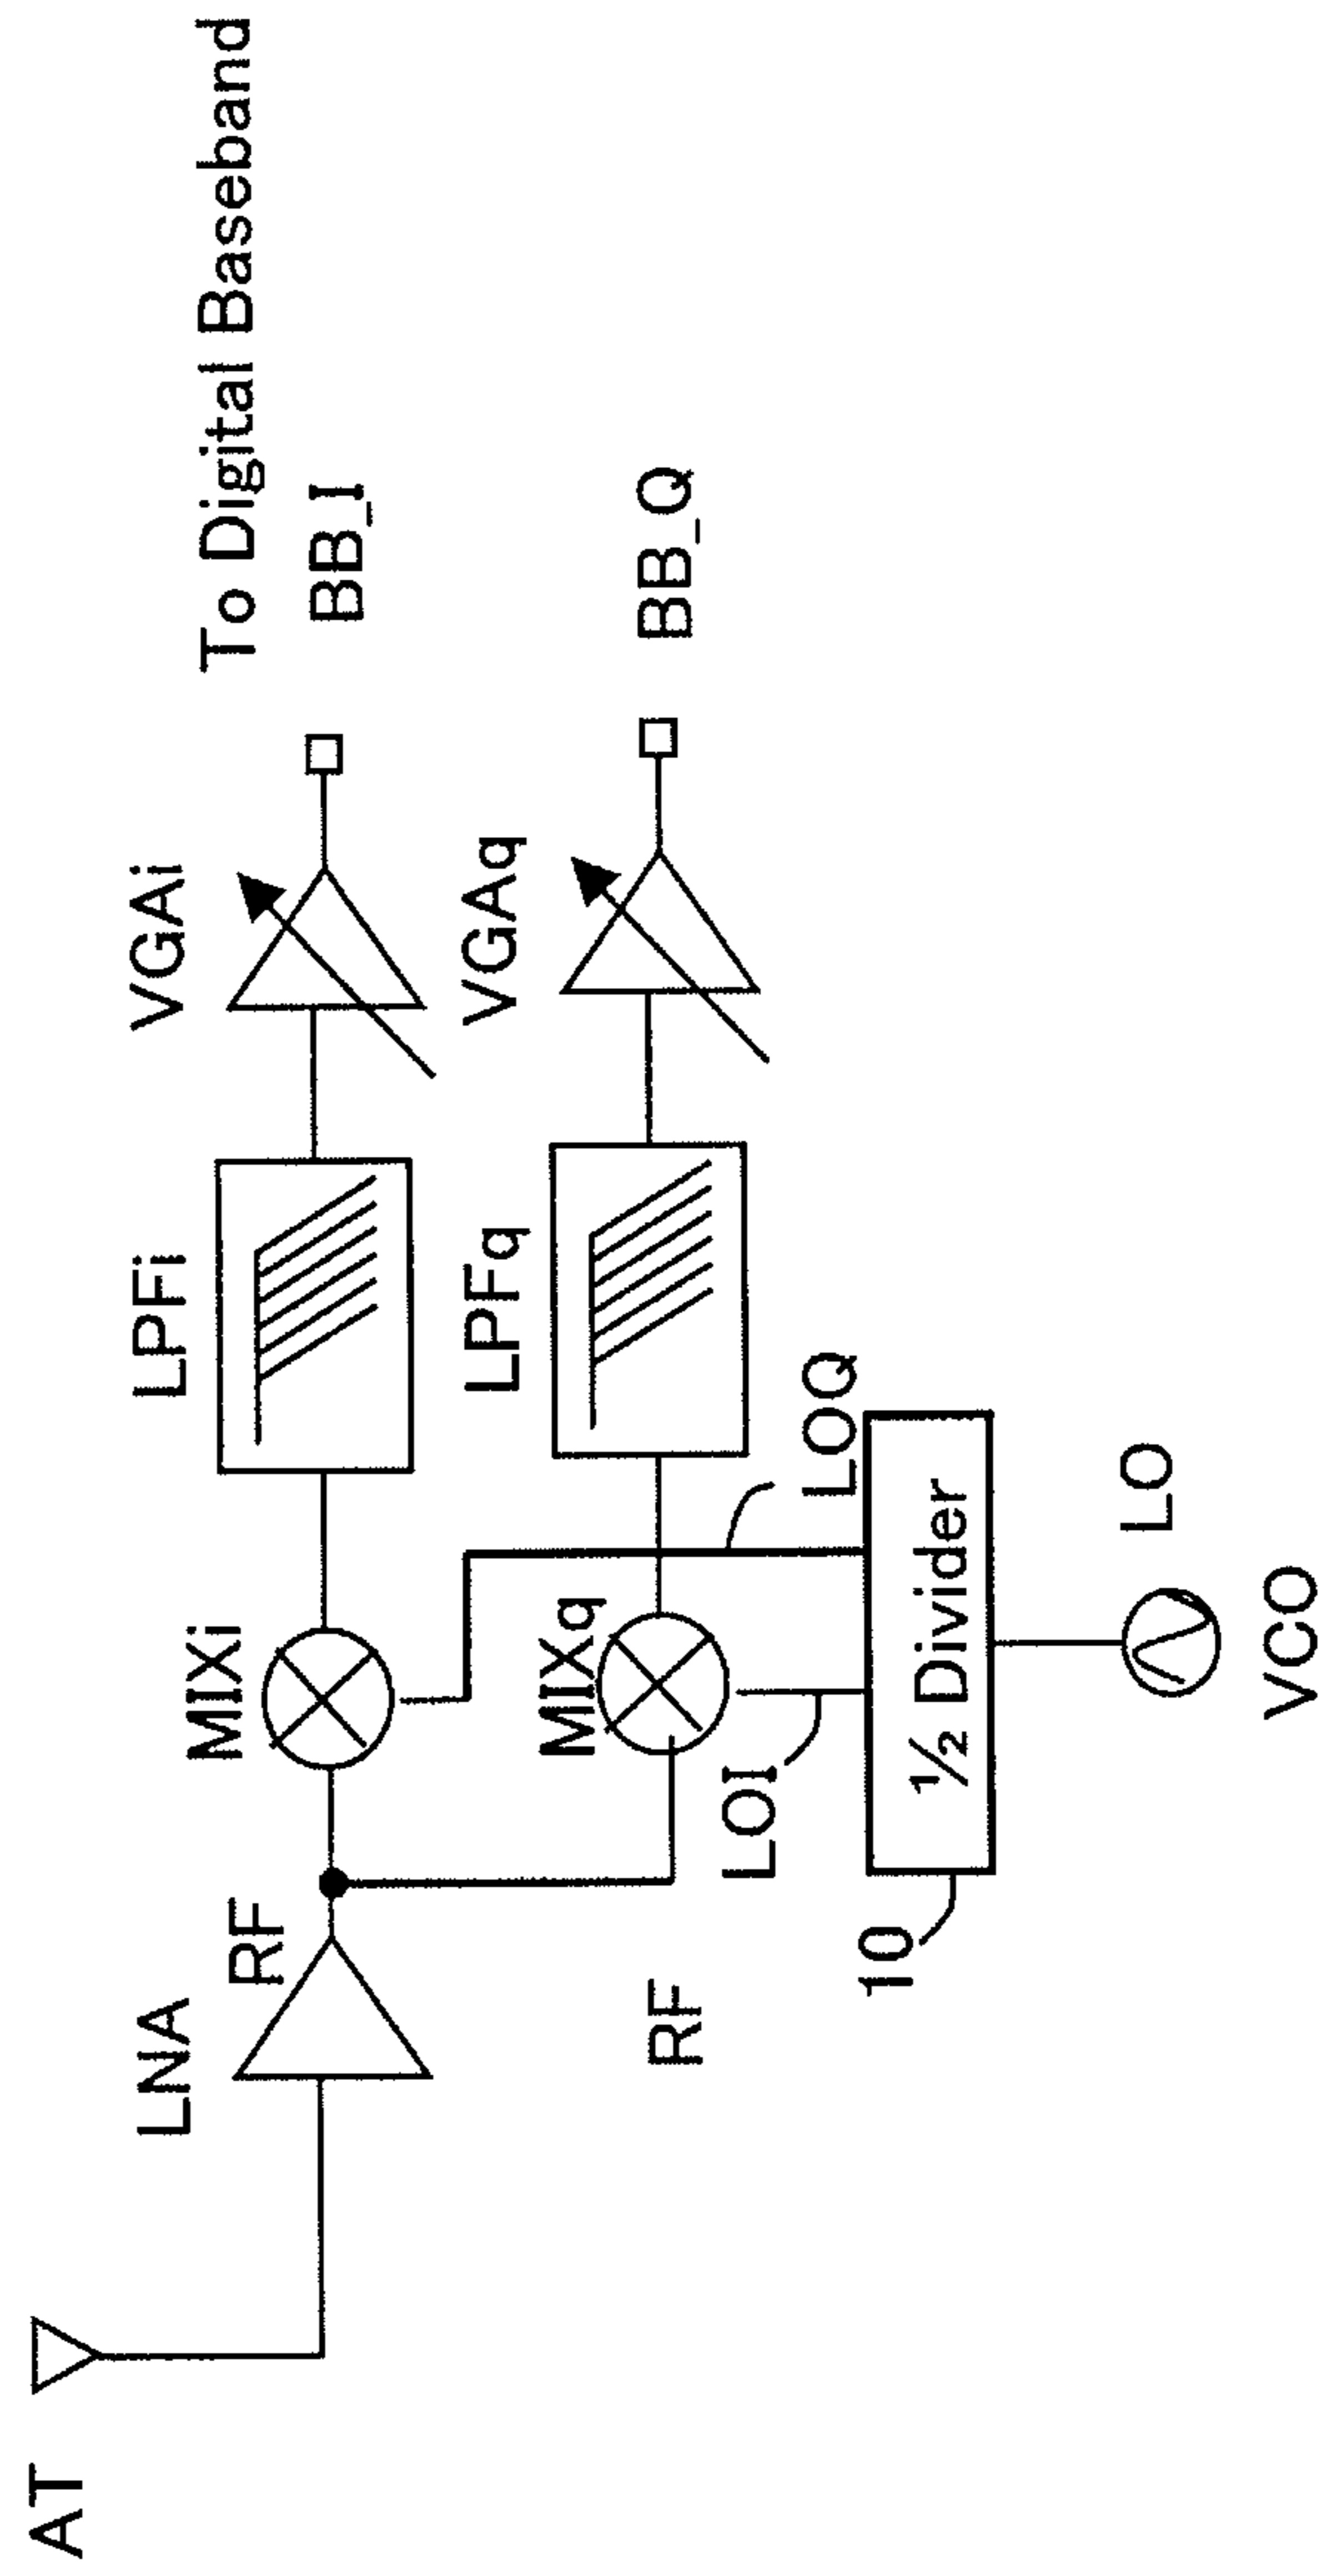 To Digital Baseband
AT
LNA
RF
MIXi
LPFi
VGAi
BB_I
RF
MIXq
LPFq
VGAq
BB_Q
LOI
LOQ
10
½ Divider
LO
VCO